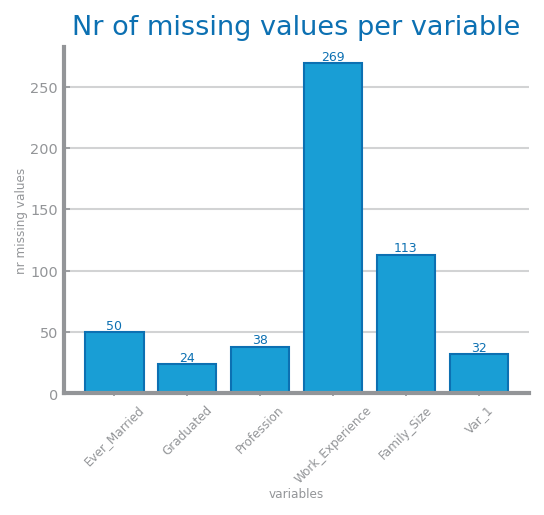 Nr of missing values per variable
nr missing values
250
200
150
100
50
0
50
24
38
269
113
32
Ever_Married
Graduated
Profession
Work_Experience
Family_Size
Var_1
variables